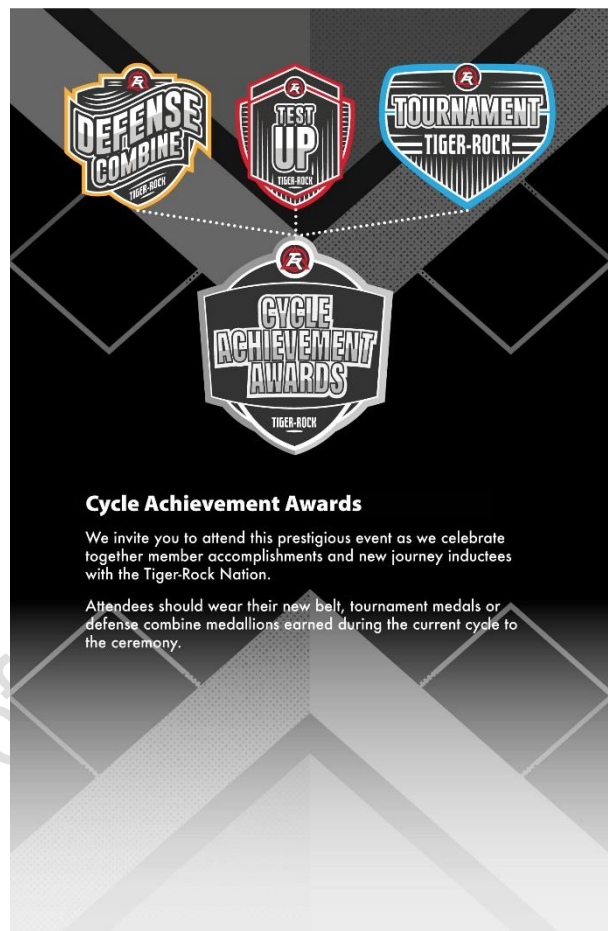 DEFENSE
COMBINE
TIGER-ROCK
TEST
UP
TIGER-ROCK
TOURNAMENT
TIGER-ROCK
CYCLE
ACHIEVEMENT
AWARDS
TIGER-ROCK
Cycle Achievement Awards
We invite you to attend this prestigious event as we celebrate
together member accomplishments and new journey inductees
with the Tiger-Rock Nation.
Attendees should wear their new belt, tournament medals or
defense combine medallions earned during the current cycle to
the ceremony.